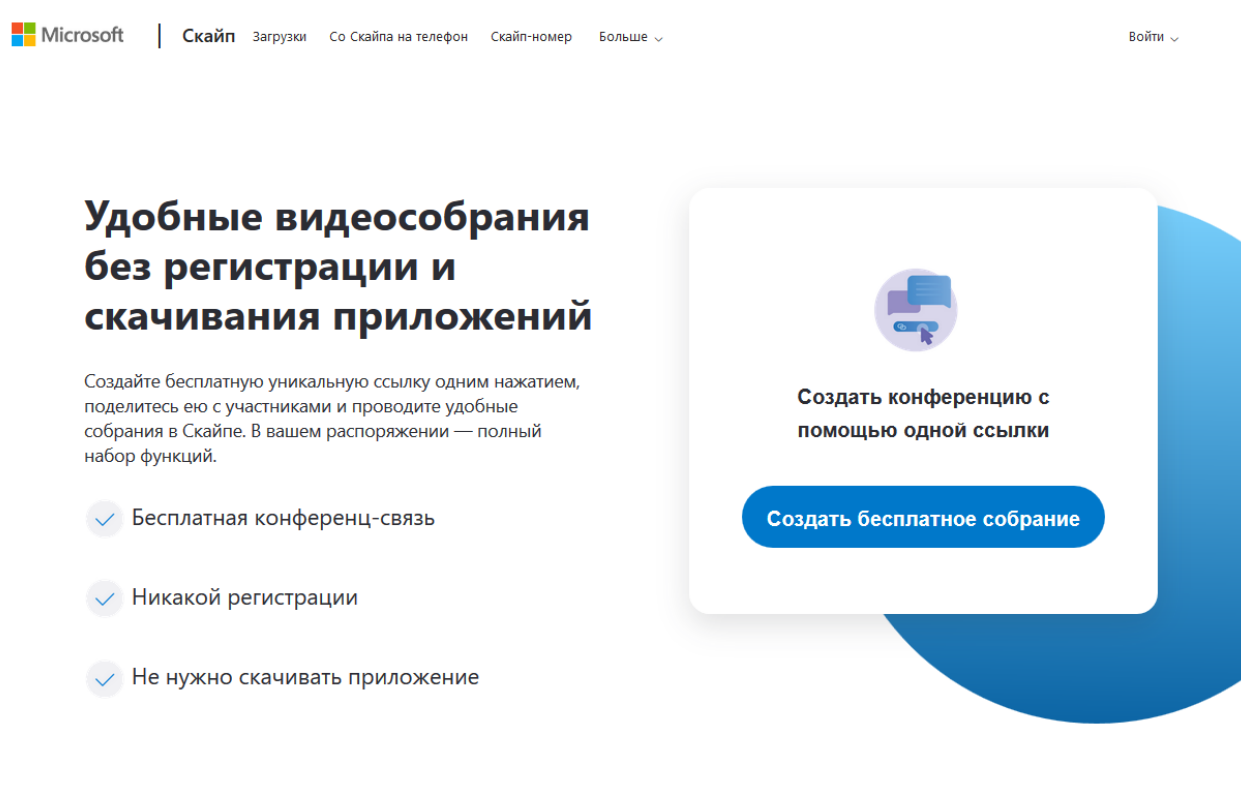 Microsoft Скайп Загрузки Со Скайпа на телефон Скайп-номер Больше Войти
Удобные видеособрания
без регистрации и
скачивания приложений
Создайте бесплатную уникальную ссылку одним нажатием,
поделитесь ею с участниками и проводите удобные
собрания в Скайпе. В вашем распоряжении — полный
набор функций.
Бесплатная конференц-связь
Никакой регистрации
Не нужно скачивать приложение
Создать конференцию с
помощью одной ссылки
Создать бесплатное собрание